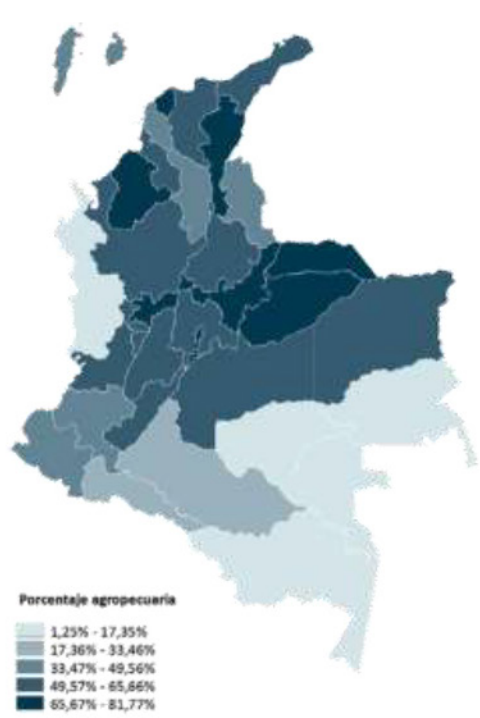 Porcentaje agropecuaria
1,25% - 17,35%
17,36% - 33,46%
33,47% - 49,56%
49,57% - 65,66%
65,67% - 81,77%